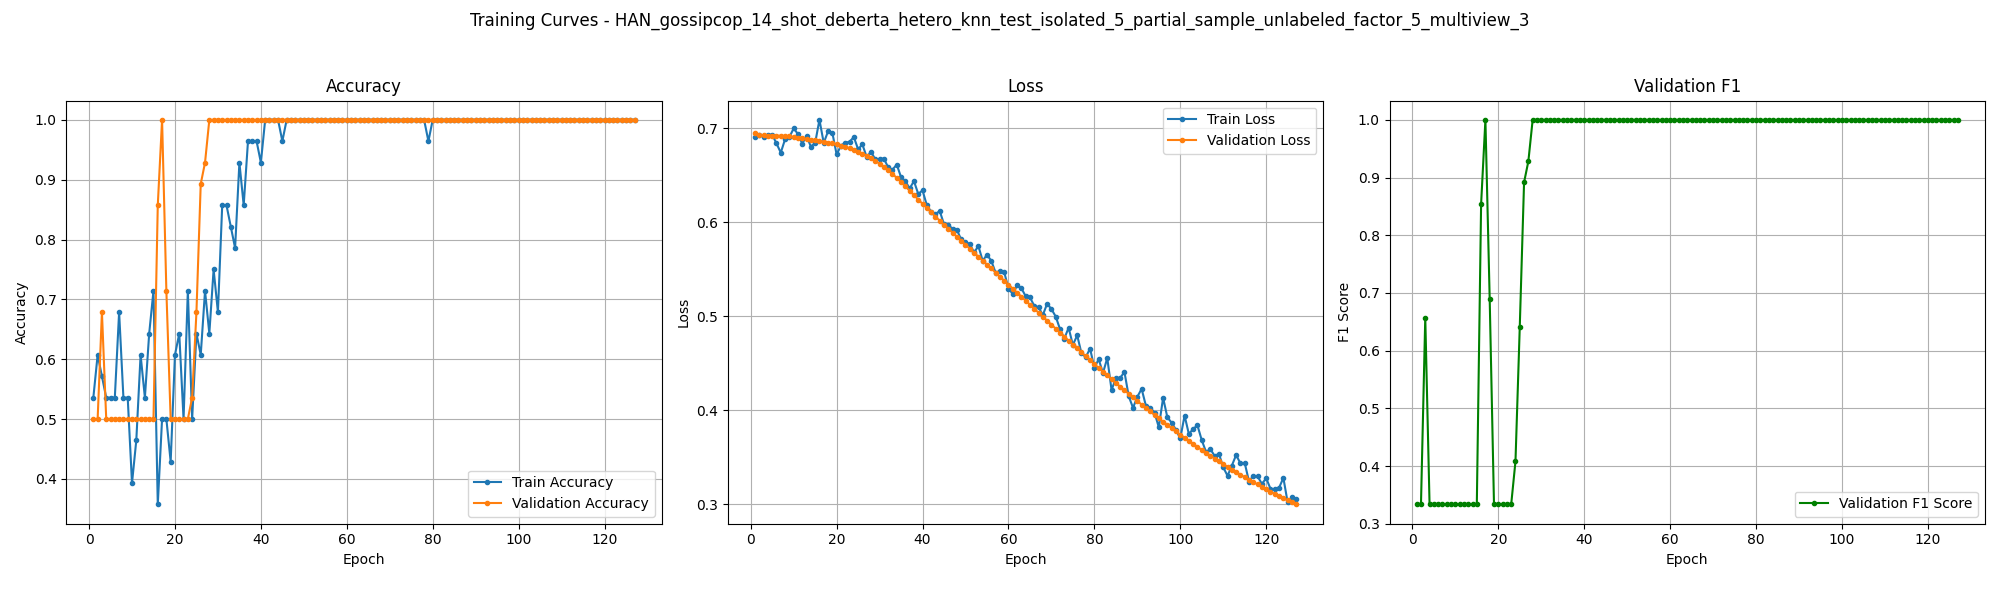 Training Curves - HAN_gossipcop_14_shot_deberta_hetero_knn_test_isolated_5_partial_sample_unlabeled_factor_5_multiview_3
Accuracy
1.0
0.9
0.8
0.7
0.6
0.5
0.4
Accuracy
Train Accuracy
Validation Accuracy
0 20 40 60 80 100 120
Epoch
Loss
0.7
0.6
0.5
0.4
0.3
Loss
Train Loss
Validation Loss
0 20 40 60 80 100 120
Epoch
Validation F1
1.0
0.9
0.8
0.7
0.6
0.5
0.4
0.3
F1 Score
Validation F1 Score
0 20 40 60 80 100 120
Epoch